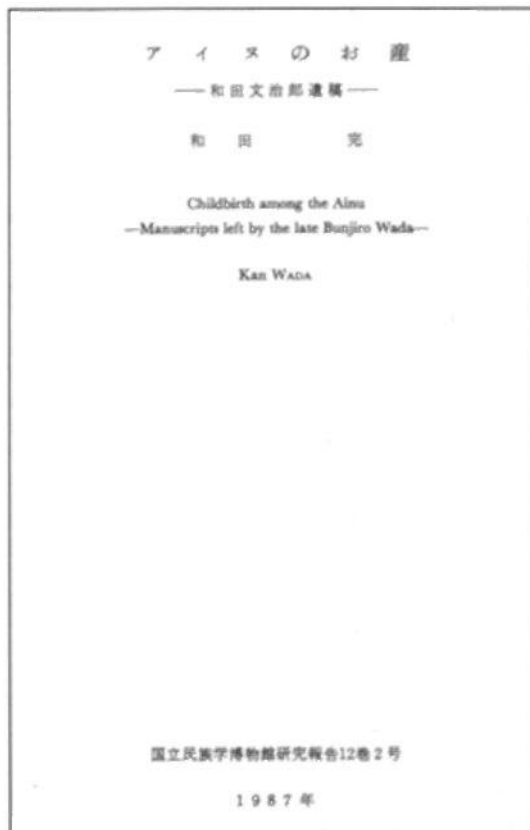 アイヌのお産
——和田文治郎遺稿——
和田 完
Childbirth among the Ainu
—Manuscripts left by the late Bunjiro Wada—
Kan WADA
国立民族学博物館研究報告12巻2号
1987年